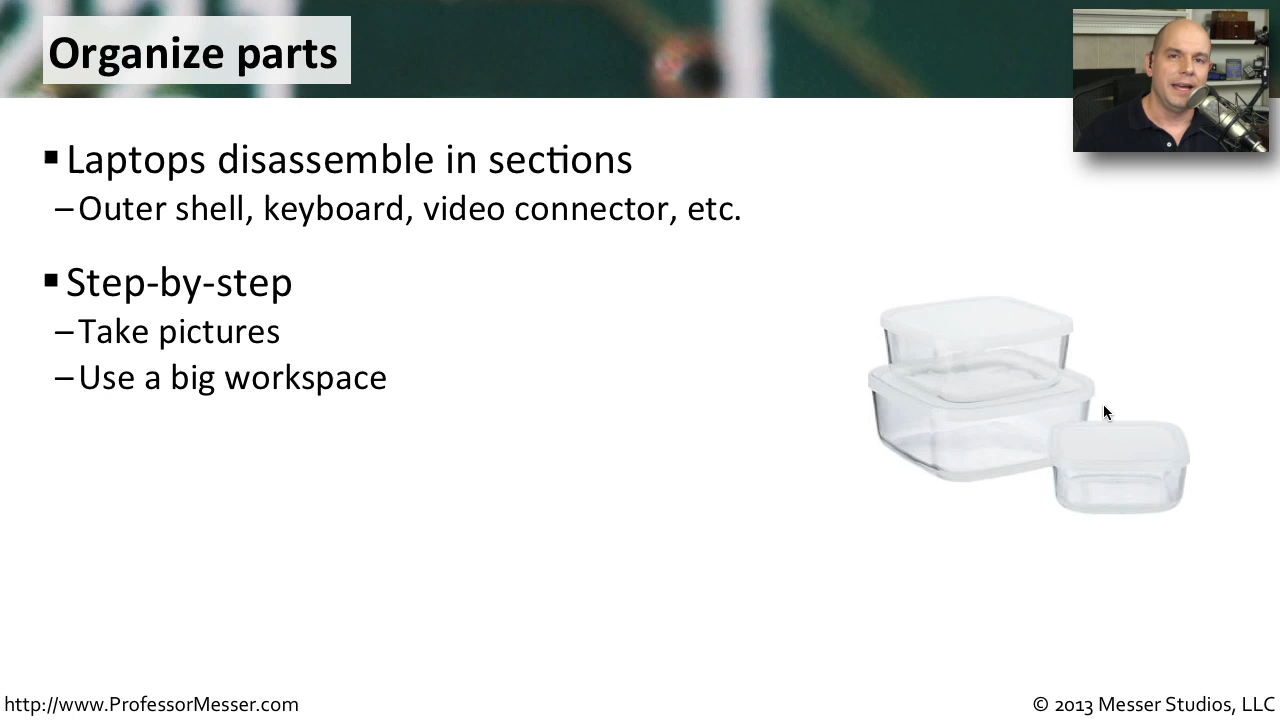 Organize parts
Laptops disassemble in sections
–Outer shell, keyboard, video connector, etc.
Step-by-step
–Take pictures
–Use a big workspace
http://www.ProfessorMesser.com
© 2013 Messer Studios, LLC